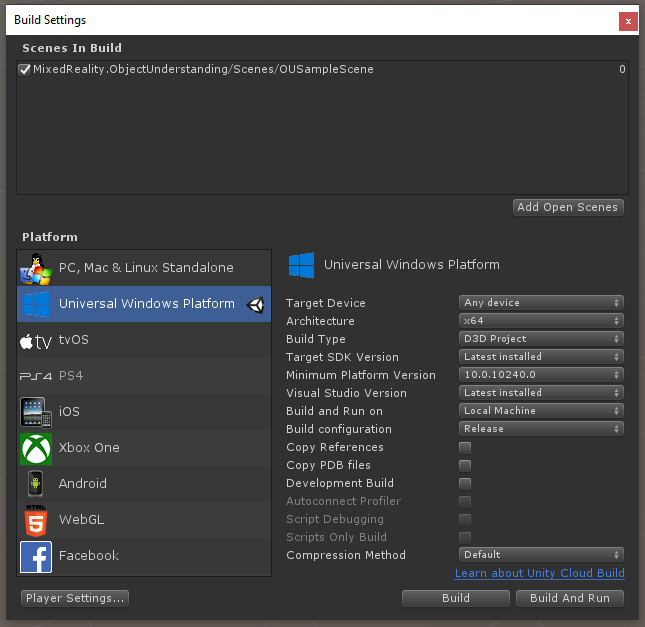 Build Settings
x
Scenes In Build
MixedReality.ObjectUnderstanding/Scenes/OUSampleScene 0
Add Open Scenes
Platform
PC, Mac & Linux Standalone
Universal Windows Platform
tv tvOS
PS4 PS4
iOS
Xbox One
Android
HTML 5 WebGL
f Facebook
Universal Windows Platform
Target Device Any device
Architecture x64
Build Type D3D Project
Target SDK Version Latest installed
Minimum Platform Version 10.0.10240.0
Visual Studio Version Latest installed
Build and Run on Local Machine
Build configuration Release
Copy References
Copy PDB files
Development Build
Autoconnect Profiler
Script Debugging
Scripts Only Build
Compression Method Default
Learn about Unity Cloud Build
Player Settings... Build Build And Run